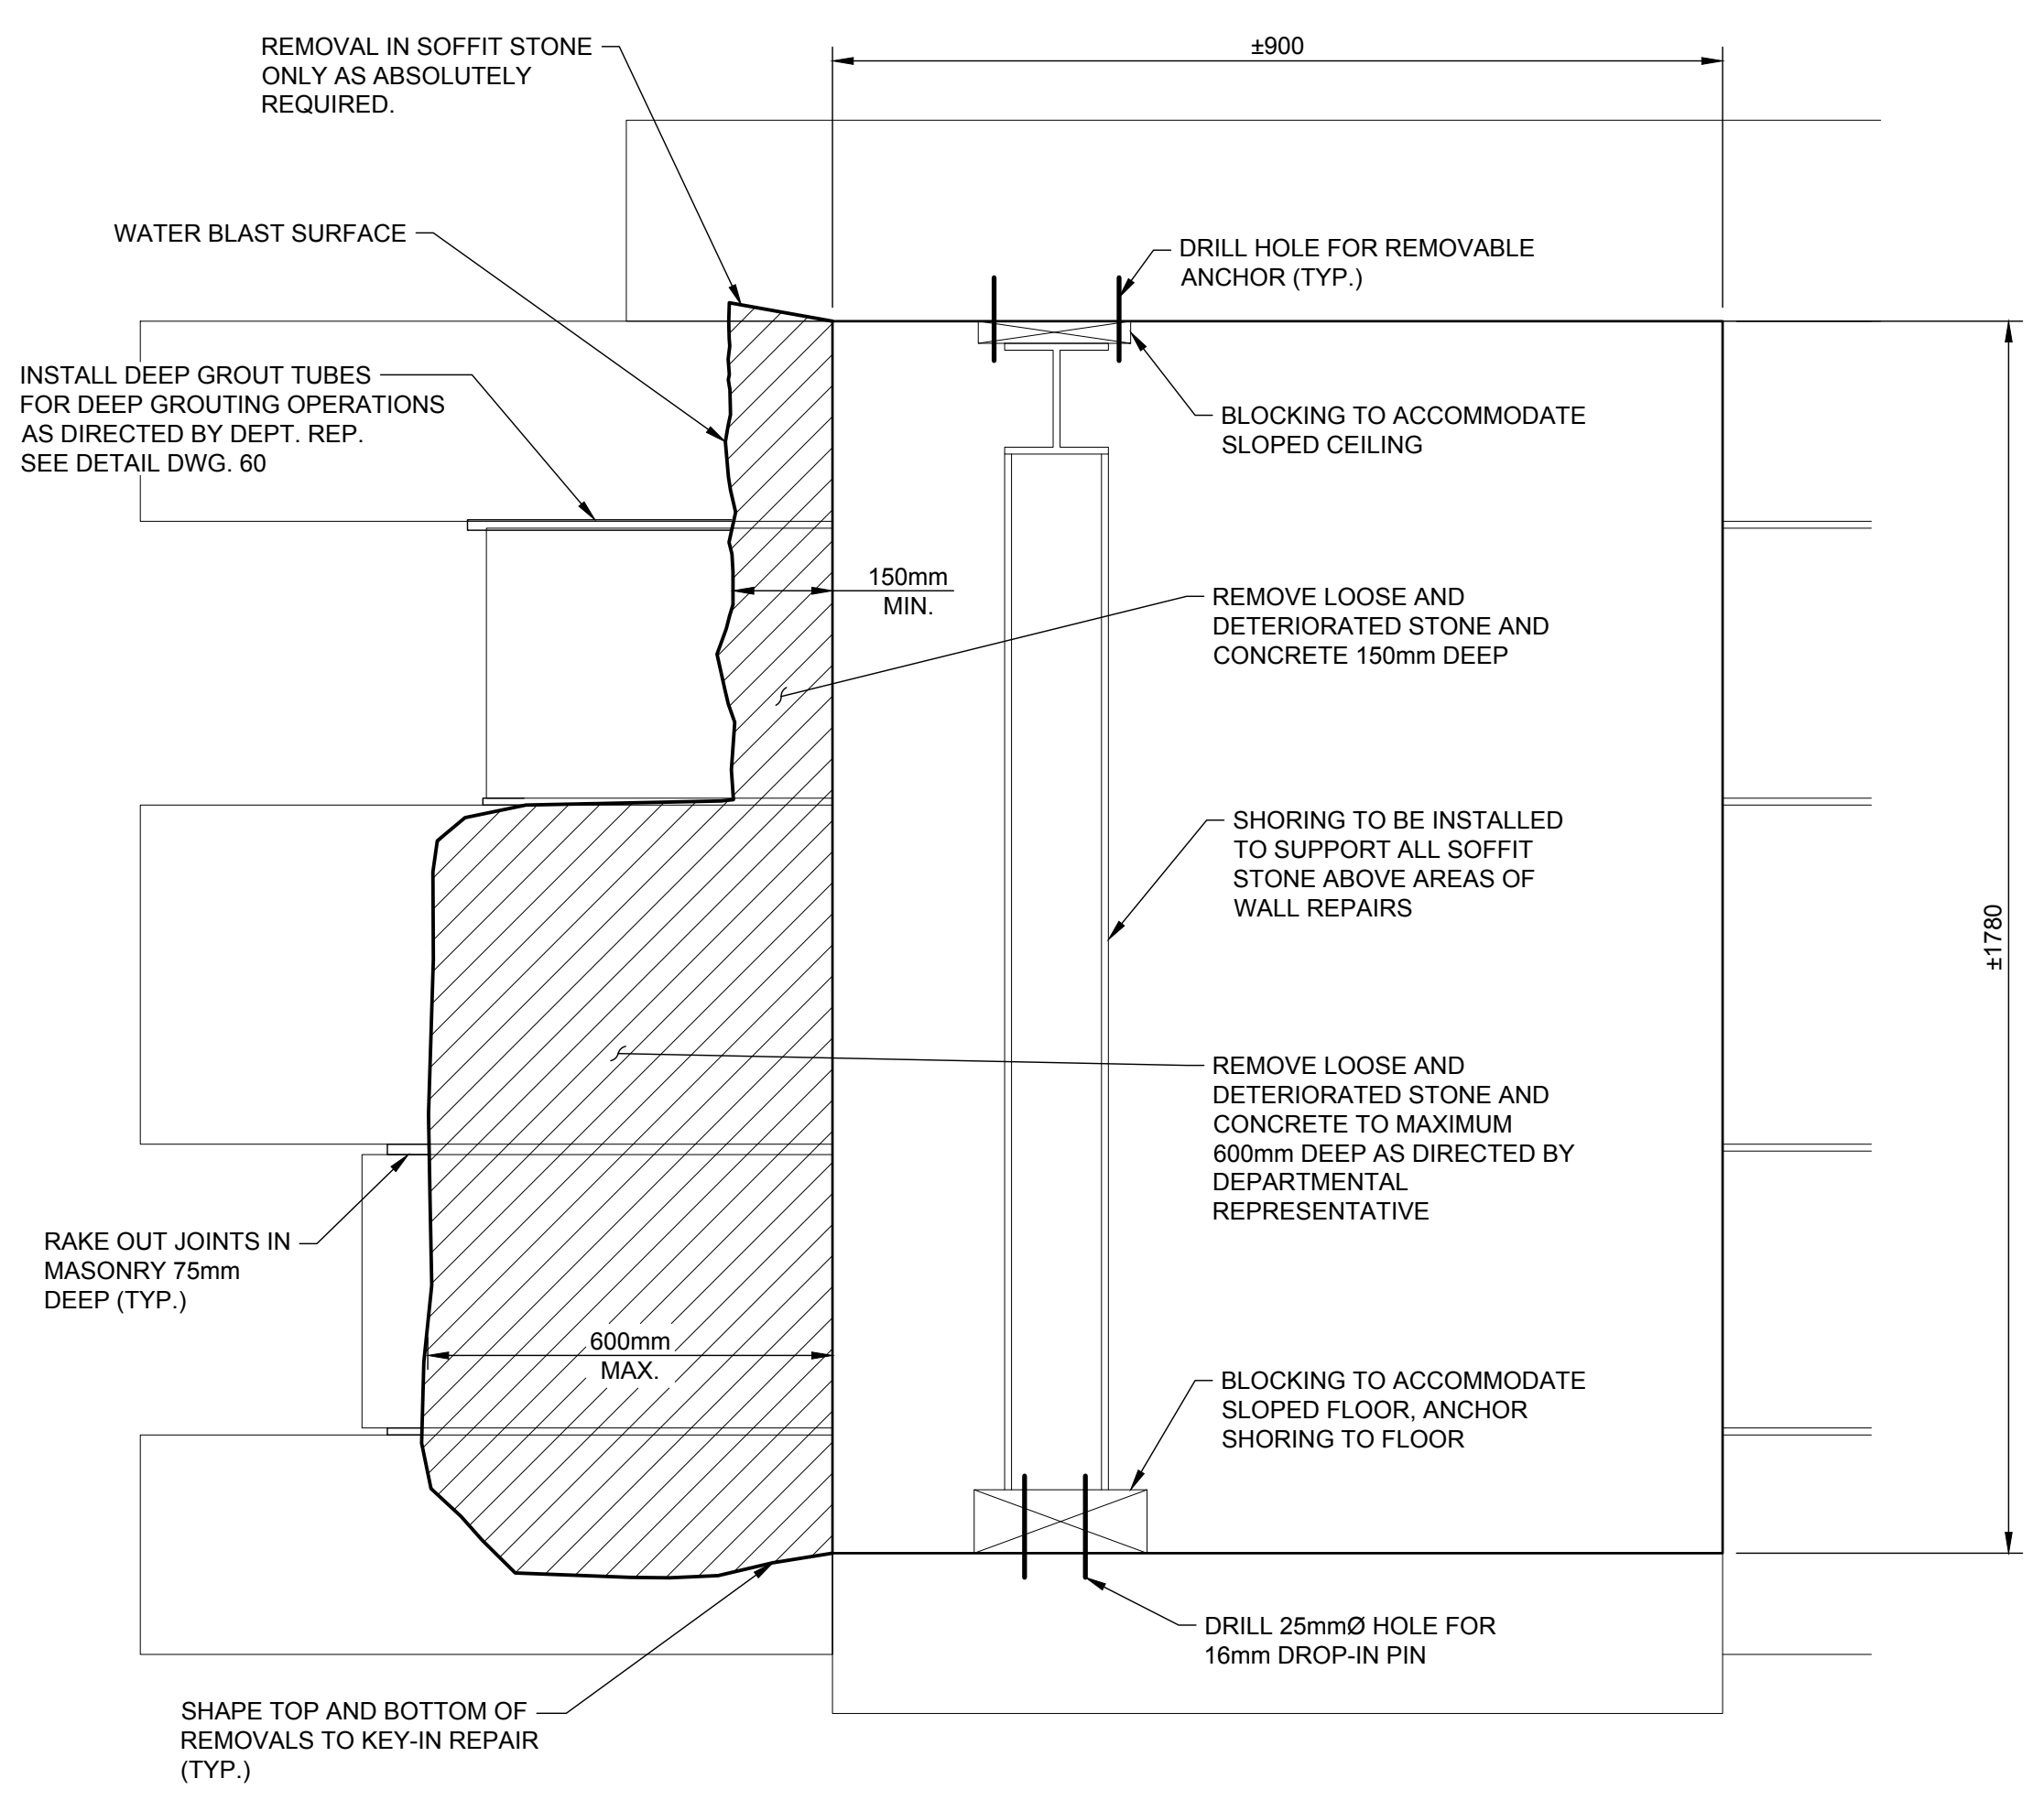 REMOVAL IN SOFFIT STONE
ONLY AS ABSOLUTELY
REQUIRED.
±900
WATER BLAST SURFACE
DRILL HOLE FOR REMOVABLE
ANCHOR (TYP.)
INSTALL DEEP GROUT TUBES
FOR DEEP GROUTING OPERATIONS
AS DIRECTED BY DEPT. REP.
SEE DETAIL DWG. 60
BLOCKING TO ACCOMMODATE
SLOPED CEILING
150mm
MIN.
REMOVE LOOSE AND
DETERIORATED STONE AND
CONCRETE 150mm DEEP
SHORING TO BE INSTALLED
TO SUPPORT ALL SOFFIT
STONE ABOVE AREAS OF
WALL REPAIRS
±1780
REMOVE LOOSE AND
DETERIORATED STONE AND
CONCRETE TO MAXIMUM
600mm DEEP AS DIRECTED BY
DEPARTMENTAL
REPRESENTATIVE
RAKE OUT JOINTS IN
MASONRY 75mm
DEEP (TYP.)
600mm
MAX.
BLOCKING TO ACCOMMODATE
SLOPED FLOOR, ANCHOR
SHORING TO FLOOR
DRILL 25mmØ HOLE FOR
16mm DROP-IN PIN
SHAPE TOP AND BOTTOM OF
REMOVALS TO KEY-IN REPAIR
(TYP.)